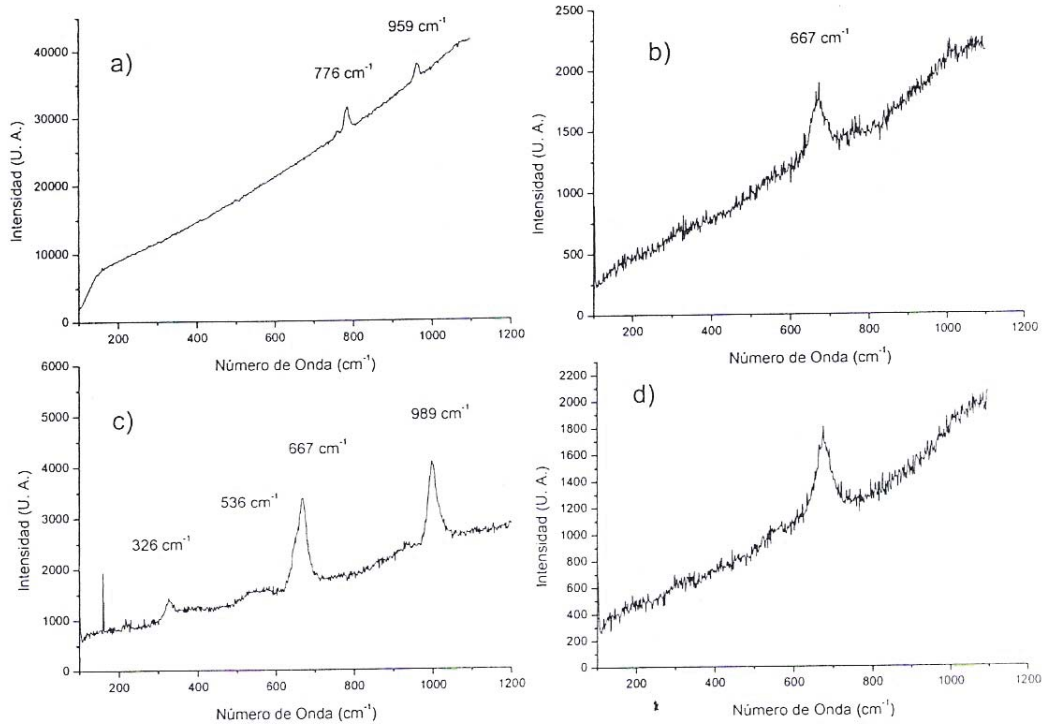 a)
776 cm-1
959 cm-1
Intensidad (U. A.)
40000
30000
20000
10000
0
200 400 600 800 1000 1200
Número de Onda (cm-1)
b)
667 cm-1
Intensidad (U. A.)
2500
2250
2000
1500
1250
1000
500
250
0
200 400 600 800 1000 1200
Número de Onda (cm-1)
c)
326 cm-1
536 cm-1
667 cm-1
989 cm-1
Intensidad (U. A.)
6000
5000
4000
3000
2000
1000
0
200 400 600 800 1000 1200
Número de Onda (cm-1)
d)
Intensidad (U. A.)
2200
2000
1800
1600
1400
1200
1000
800
600
400
200
0
200 400 600 800 1000 1200
Número de Onda (cm-1)